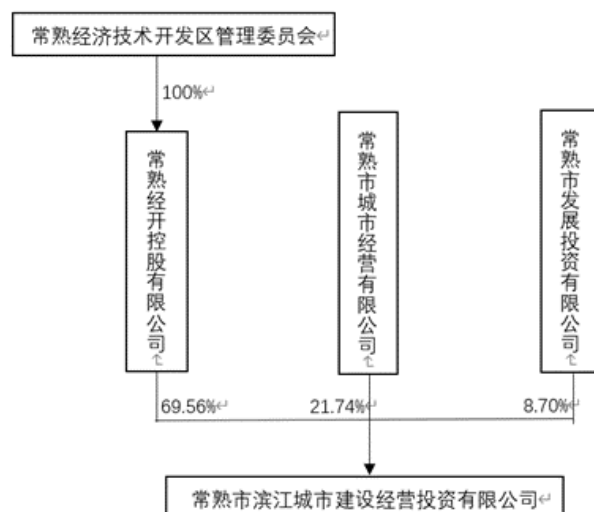 常熟经济技术开发区管理委员会
100%
常熟经开控股有限公司
常熟市城市经营有限公司
常熟市发展投资有限公司
69.56%
21.74%
8.70%
常熟市滨江城市建设经营投资有限公司